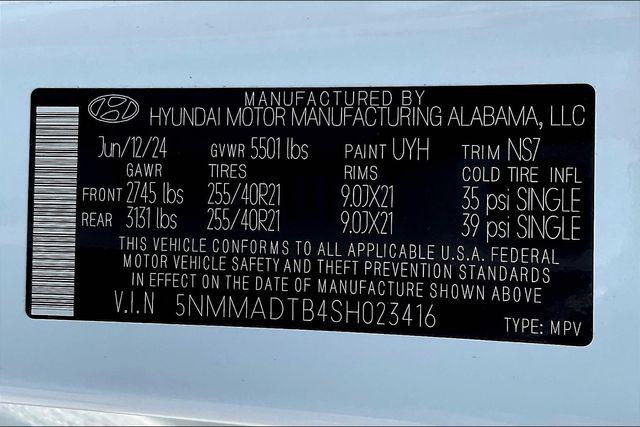 MANUFACTURED BY
HYUNDAI MOTOR MANUFACTURING ALABAMA, LLC
Jun/12/24 GVWR 5501 lbs PAINT UYH TRIM NS7
GAWR TIRES RIMS COLD TIRE INFL
FRONT 2745 lbs 255/40R21 9.0JX21 35 psi SINGLE
REAR 3131 lbs 255/40R21 9.0JX21 39 psi SINGLE
THIS VEHICLE CONFORMS TO ALL APPLICABLE U.S.A. FEDERAL
MOTOR VEHICLE SAFETY AND THEFT PREVENTION STANDARDS
IN EFFECT ON THE DATE OF MANUFACTURE SHOWN ABOVE
V.I.N 5NMMADTB4SH023416 TYPE: MPV